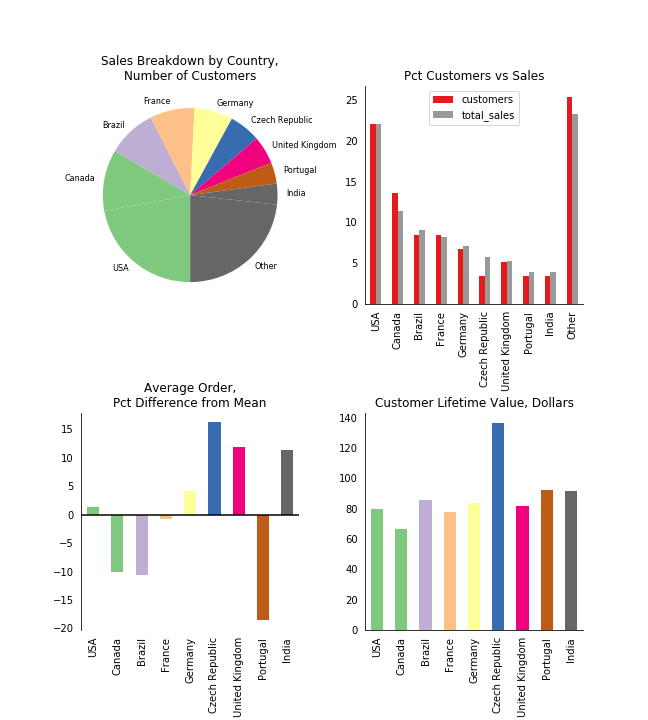 Sales Breakdown by Country,
Number of Customers
France
Germany
Brazil
Czech Republic
United Kingdom
Canada
Portugal
India
USA
Other
Pct Customers vs Sales
customers
total_sales
25
20
15
10
5
0
USA
Canada
Brazil
France
Germany
Czech Republic
United Kingdom
Portugal
India
Other
Average Order,
Pct Difference from Mean
15
10
5
0
−5
−10
−15
−20
USA
Canada
Brazil
France
Germany
Czech Republic
United Kingdom
Portugal
India
Customer Lifetime Value, Dollars
140
120
100
80
60
40
20
0
USA
Canada
Brazil
France
Germany
Czech Republic
United Kingdom
Portugal
India